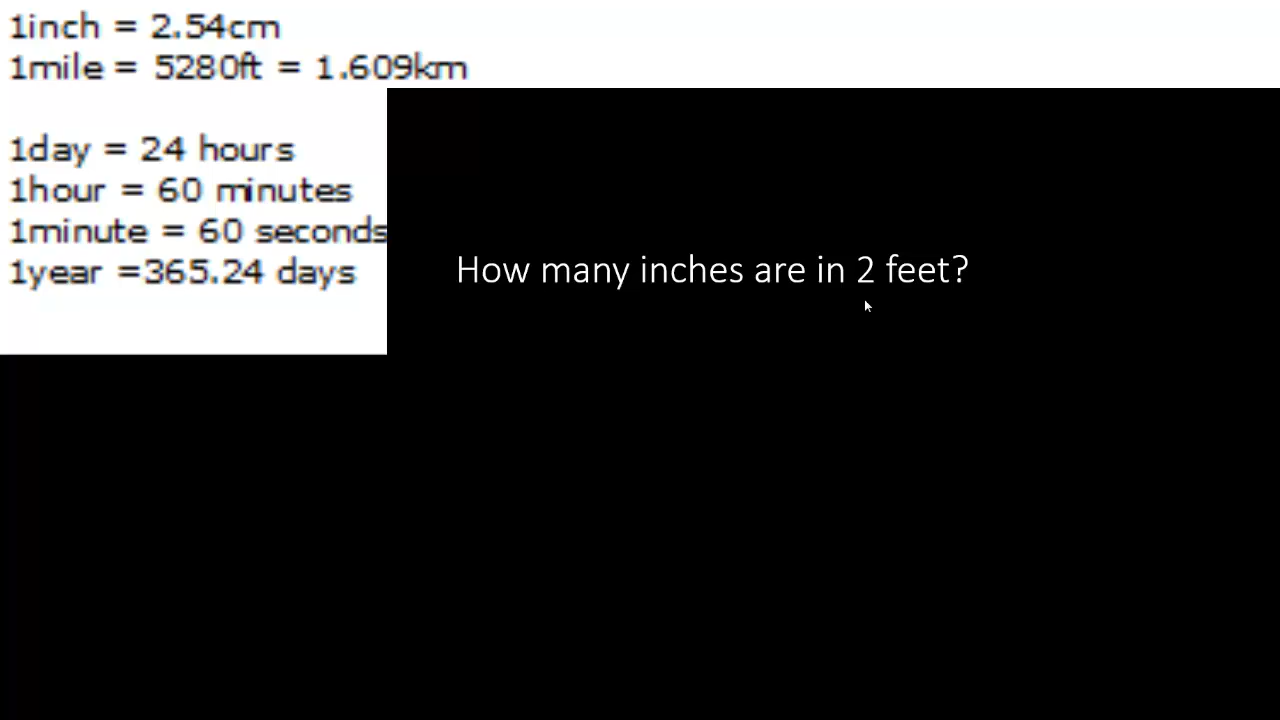 1inch = 2.54cm
1mile = 5280ft = 1.609km
1day = 24 hours
1hour = 60 minutes
1minute = 60 seconds
1year =365.24 days
How many inches are in 2 feet?